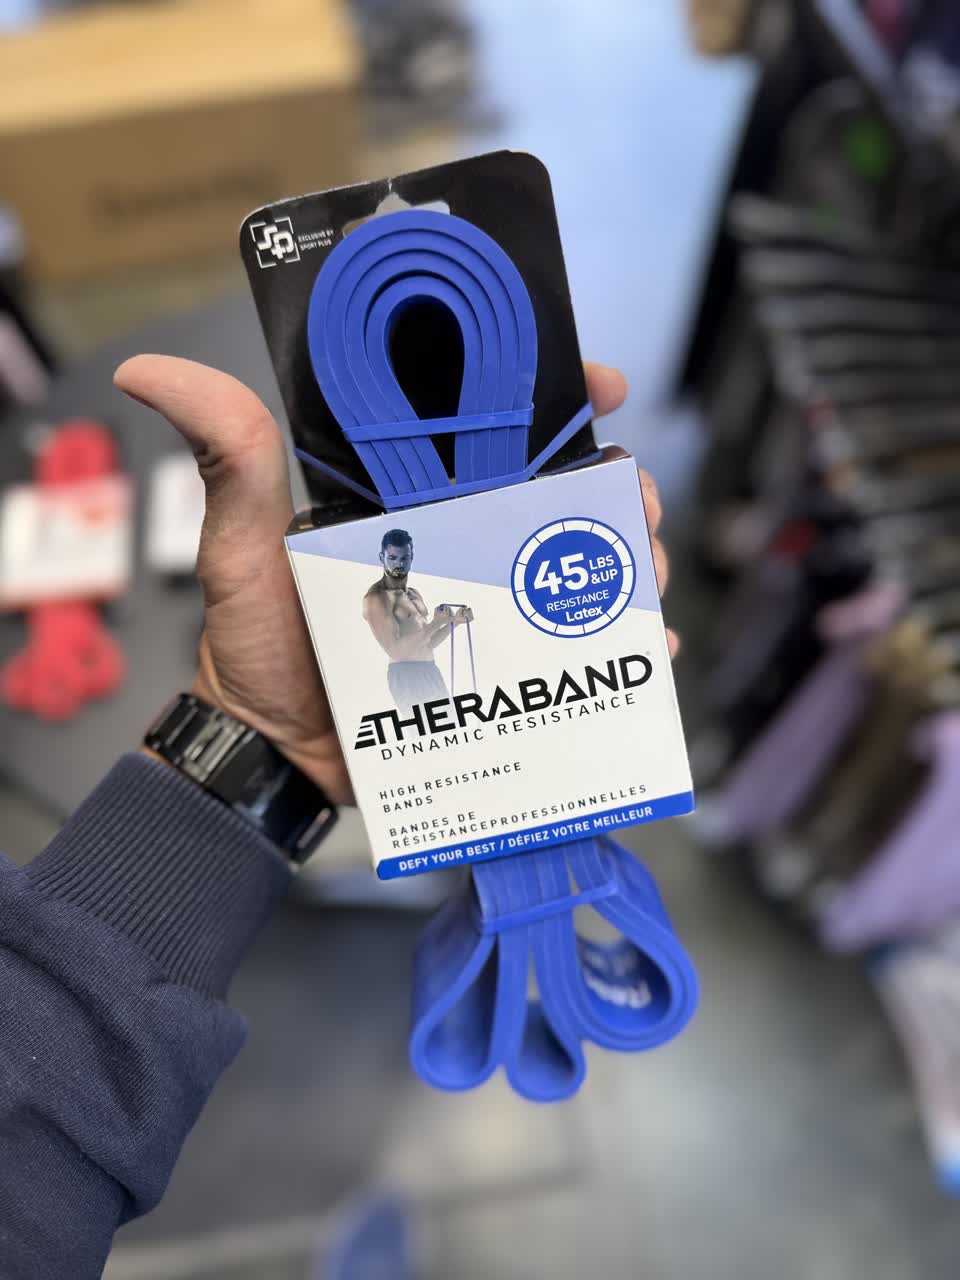 EXCLUSIVE BY
SPORT PLUS
45 LBS
&UP
RESISTANCE
Latex
THERABAND
DYNAMIC RESISTANCE
HIGH RESISTANCE
BANDS
BANDES DE
RÉSISTANCEPROFESSIONNELLES
DEFY YOUR BEST / DÉFIEZ VOTRE MEILLEUR